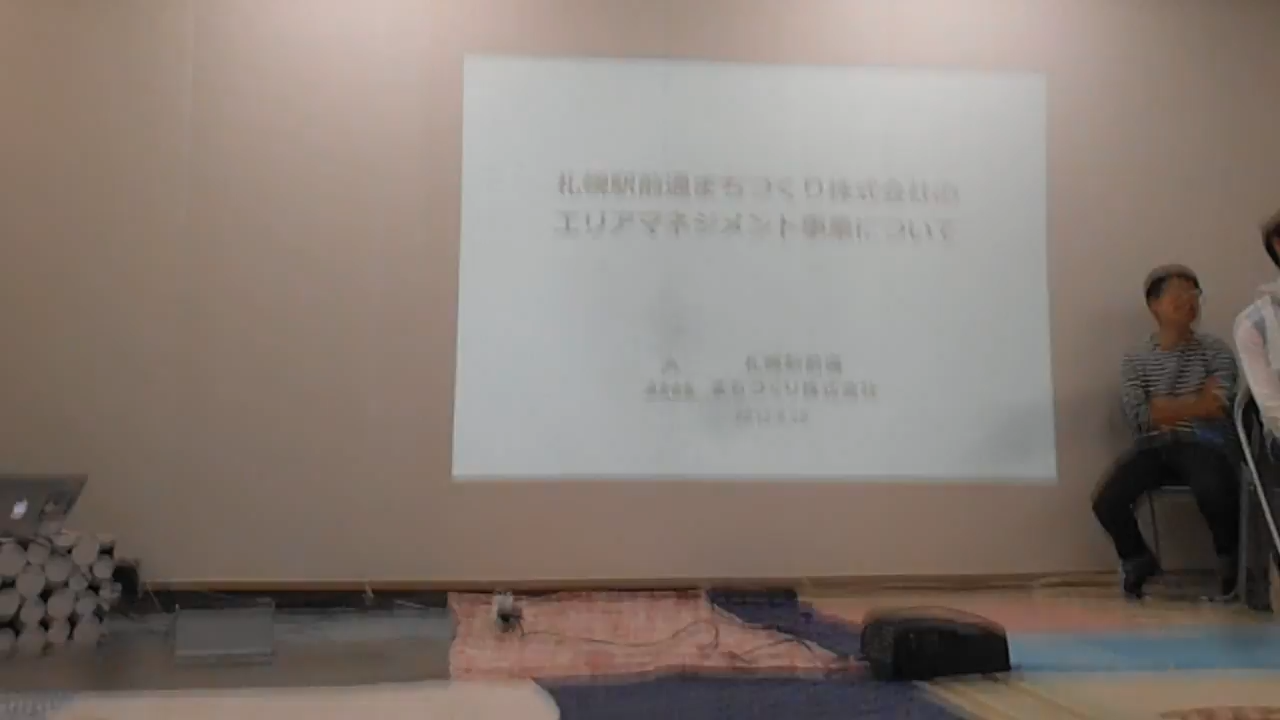 札幌駅前通まちづくり株式会社の
エリアマネジメント事業について
札幌駅前通
まちづくり株式会社